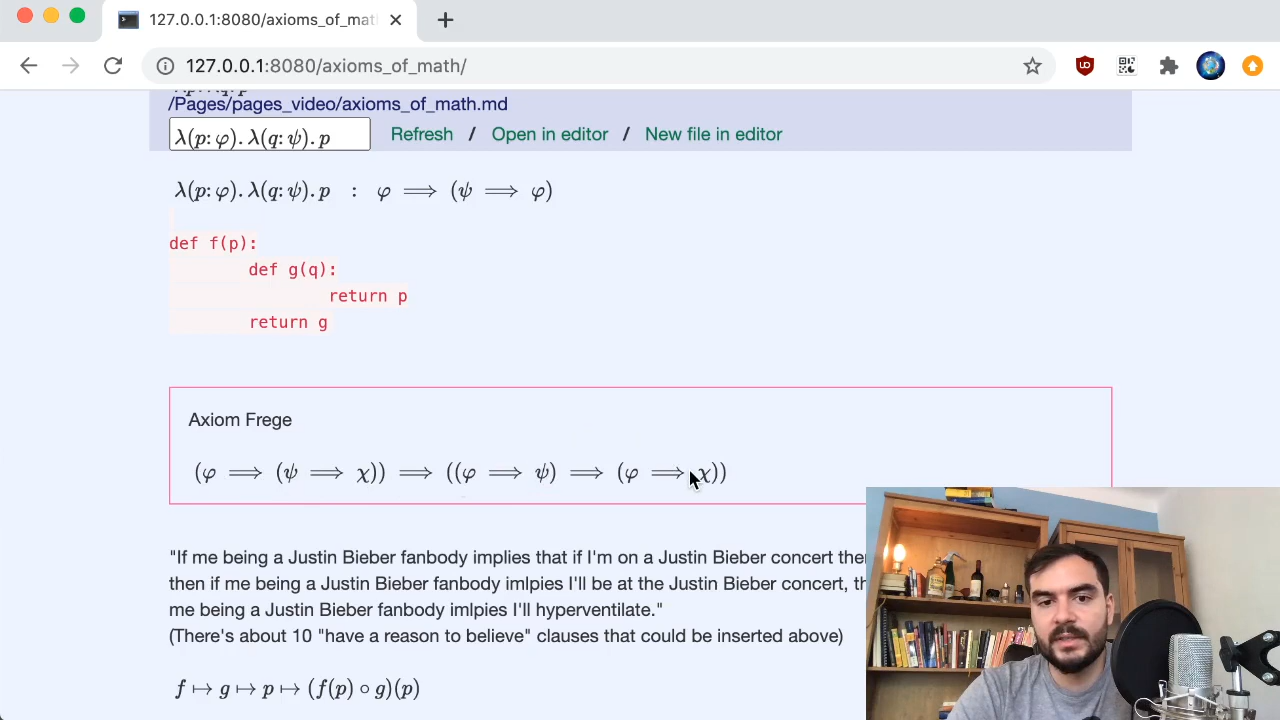 127.0.0.1:8080/axioms_of_mat
127.0.0.1:8080/axioms_of_math/
/Pages/pages_video/axioms_of_math.md
λ(p:φ). λ(q:ψ). p
Refresh / Open in editor / New file in editor
λ(p:φ). λ(q:ψ). p : φ ⟹ (ψ ⟹ φ)
def f(p):
def g(q):
return p
return g
Axiom Frege
(φ ⟹ (ψ ⟹ χ)) ⟹ ((φ ⟹ ψ) ⟹ (φ ⟹ χ))
"If me being a Justin Bieber fanbody implies that if I'm on a Justin Bieber concert
then if me being a Justin Bieber fanbody imlpies I'll be at the Justin Bieber concert,
me being a Justin Bieber fanbody imlpies I'll hyperventilate."
(There's about 10 "have a reason to believe" clauses that could be inserted above)
f ↦ g ↦ p ↦ (f(p) ∘ g)(p)